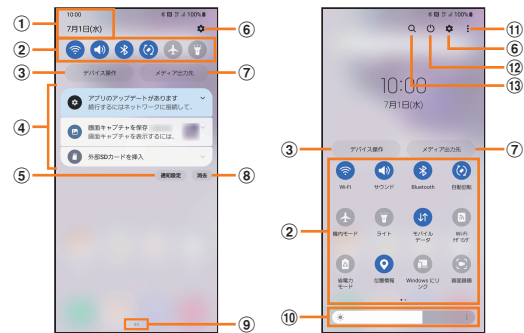 10:00
100%
7月1日(水)
デバイス操作
メディア出力先
アプリのアップデートがあります
続行するにはネットワークに接続して、
画面キャプチャを保存
画面キャプチャを表示するには、
外部SDカードを挿入
通知設定
消去
①
②
③
④
⑤
⑥
⑦
⑧
⑨
100%
10:00
7月1日(水)
デバイス操作
メディア出力先
Wi-Fi
サウンド
Bluetooth
自動回転
機内モード
ライト
モバイル
データ
Wi-Fi
ﾃｻﾞﾘﾝｸﾞ
省電力
モード
位置情報
Windows にリ
ンク
画面録画
③
②
⑩
⑪
⑫
⑥
⑬
⑦